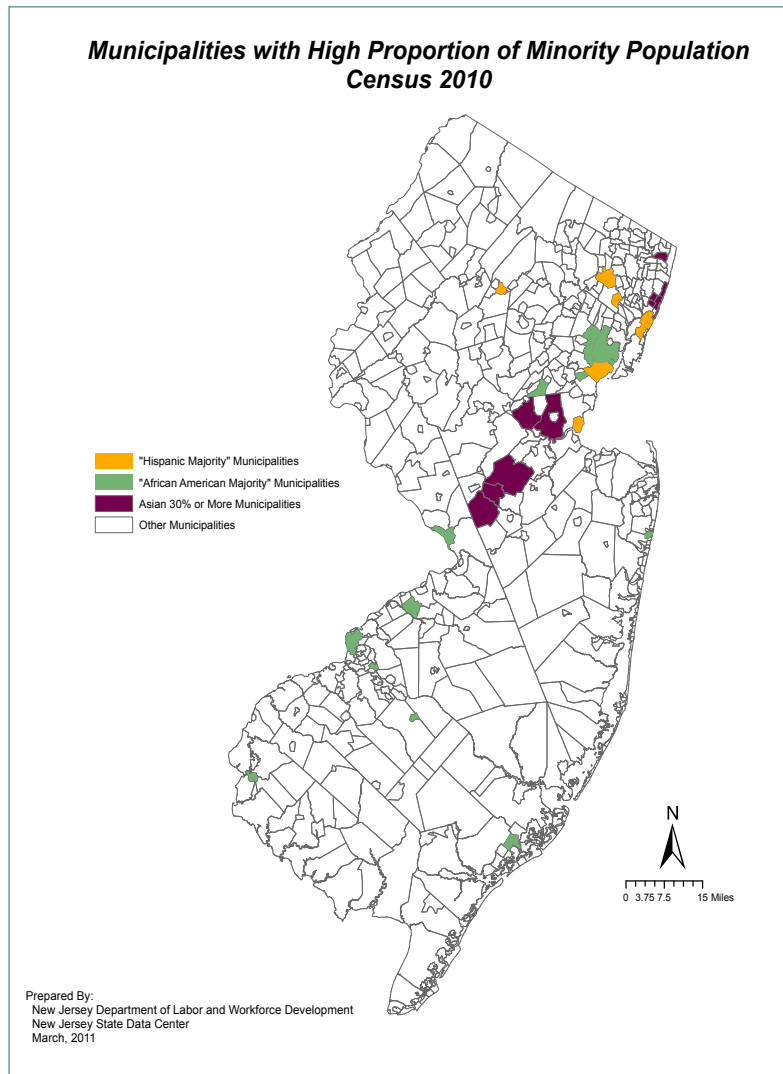 Municipalities with High Proportion of Minority Population
Census 2010
"Hispanic Majority" Municipalities
"African American Majority" Municipalities
Asian 30% or More Municipalities
Other Municipalities
N
0 3.75 7.5 15 Miles
Prepared By:
New Jersey Department of Labor and Workforce Development
New Jersey State Data Center
March, 2011